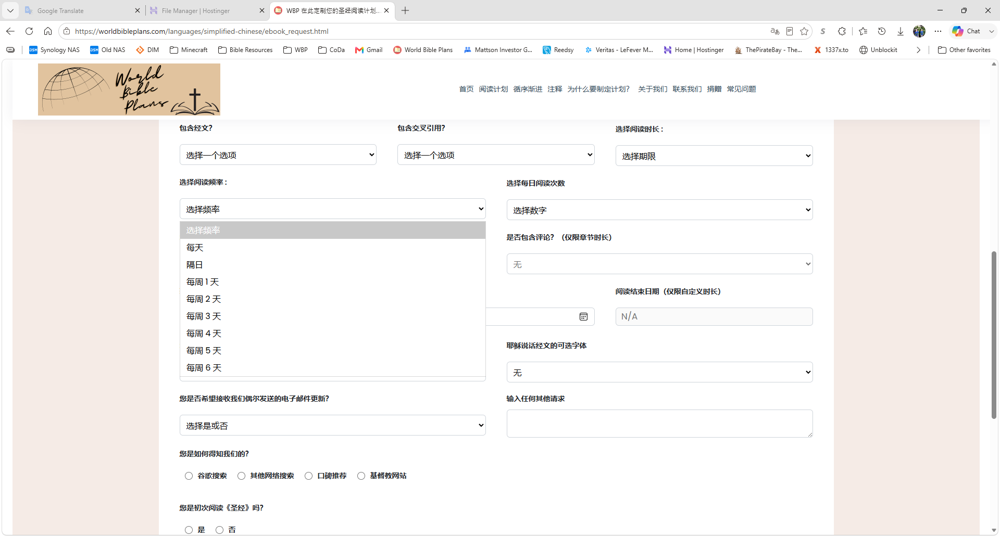 Google Translate
File Manager | Hostinger
WBP 在此定制您的圣经阅读计划...
https://worldbibleplans.com/languages/simplified-chinese/ebook_request.html
Chat
Synology NAS
Old NAS
DIM
Minecraft
Bible Resources
WBP
CoDa
Gmail
World Bible Plans
Mattson Investor G...
Reedsy
Veritas - LeFever M...
Home | Hostinger
ThePirateBay - The...
1337x.to
Unblockit
Other favorites
World
Bible
Plans
首页 阅读计划 循序渐进 注释 为什么要制定计划? 关于我们 联系我们 捐赠 常见问题
包含经文?
包含交叉引用?
选择阅读时长 :
选择一个选项
选择一个选项
选择期限
选择阅读频率 :
选择每日阅读次数
选择频率
选择数字
选择频率
每天
隔日
每周 1 天
每周 2 天
每周 3 天
每周 4 天
每周 5 天
每周 6 天
是否包含评论? (仅限章节时长)
无
阅读结束日期 (仅限自定义时长)
N/A
耶稣说话经文的可选字体
无
您是否希望接收我们偶尔发送的电子邮件更新?
输入任何其他请求
选择是或否
您是如何得知我们的?
谷歌搜索
其他网络搜索
口碑推荐
基督教网站
您是初次阅读《圣经》吗?
是
否